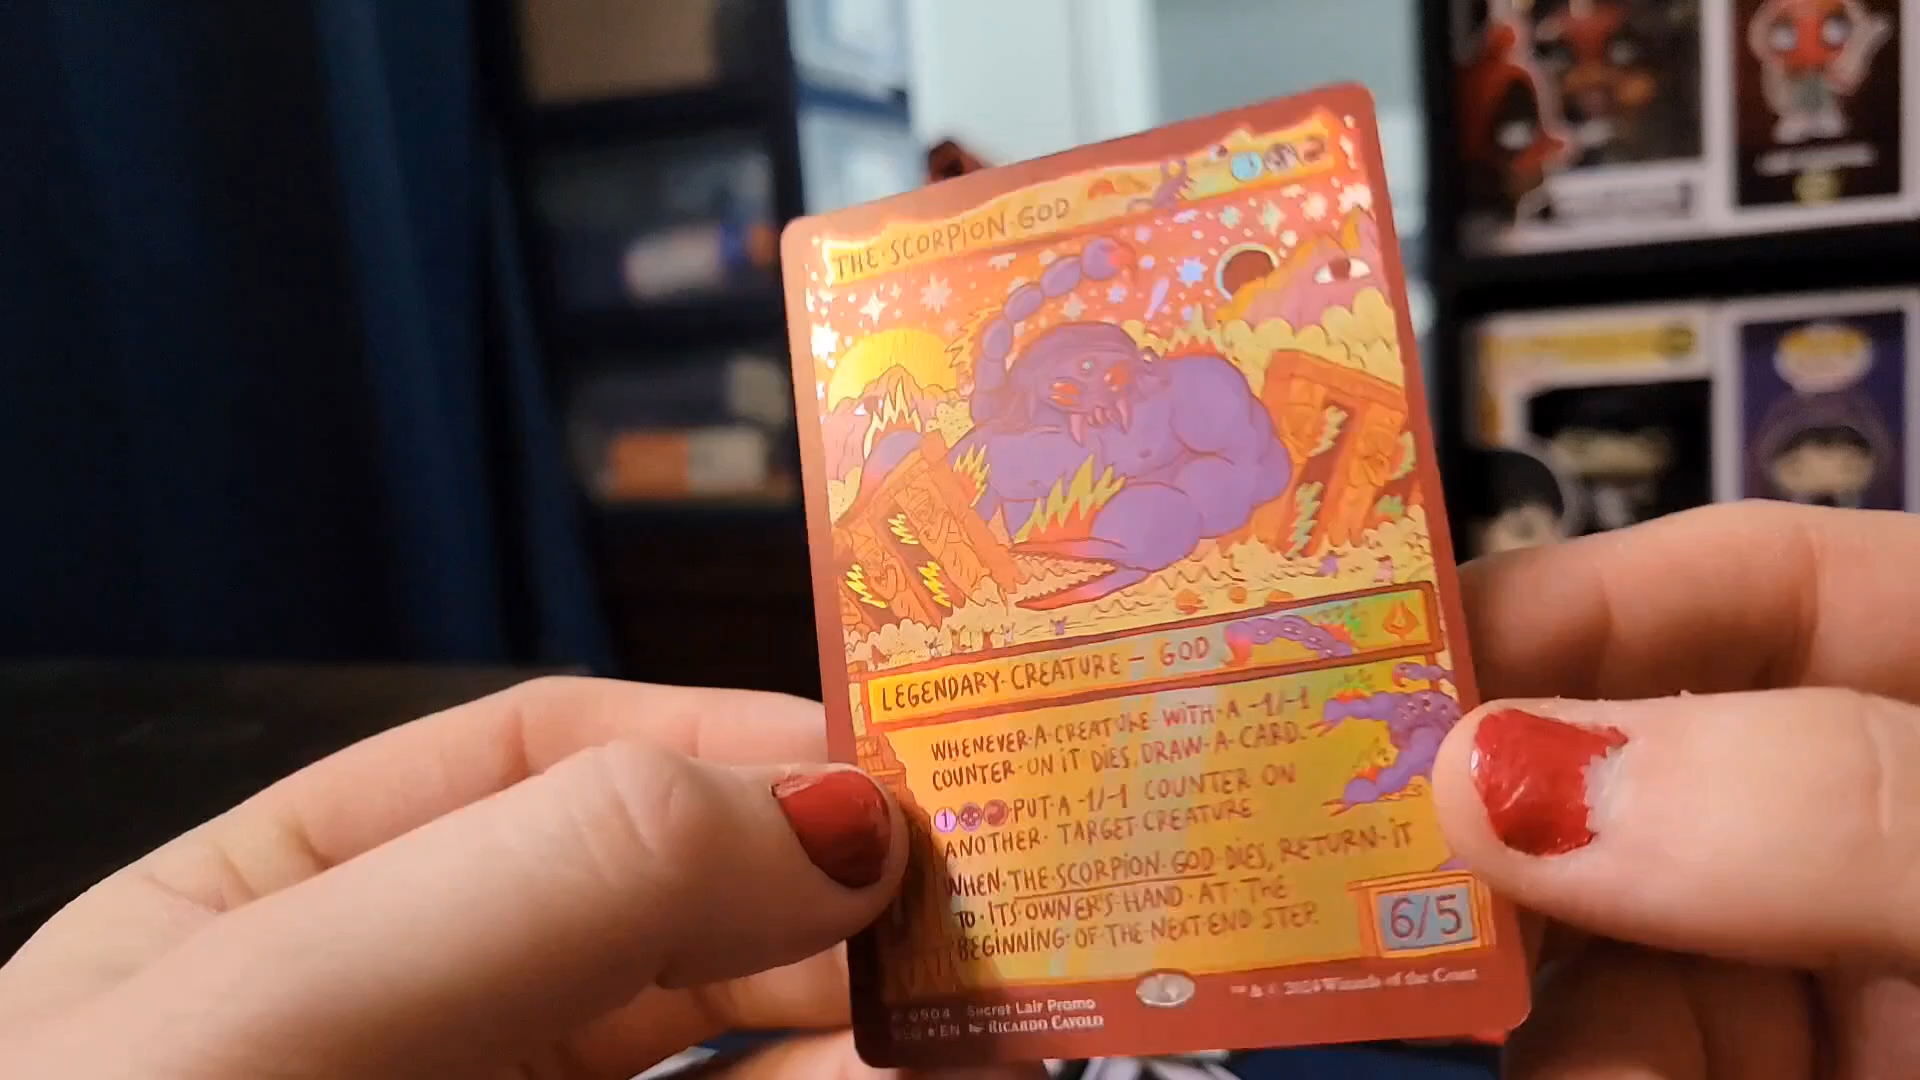 THE·SCORPION·GOD
LEGENDARY·CREATURE – GOD
WHENEVER·A·CREATURE·WITH·A -1/-1
COUNTER·ON·IT DIES, DRAW·A·CARD.
1 PUT·A -1/-1 COUNTER ON
ANOTHER·TARGET·CREATURE
WHEN·THE·SCORPION·GOD·DIES, RETURN·IT
TO·ITS·OWNER'S·HAND·AT·THE
BEGINNING·OF·THE·NEXT·END STEP.
6/5
0904 Secret Lair Promo
EN RICARDO CAVOLO
™ & © 2024 Wizards of the Coast